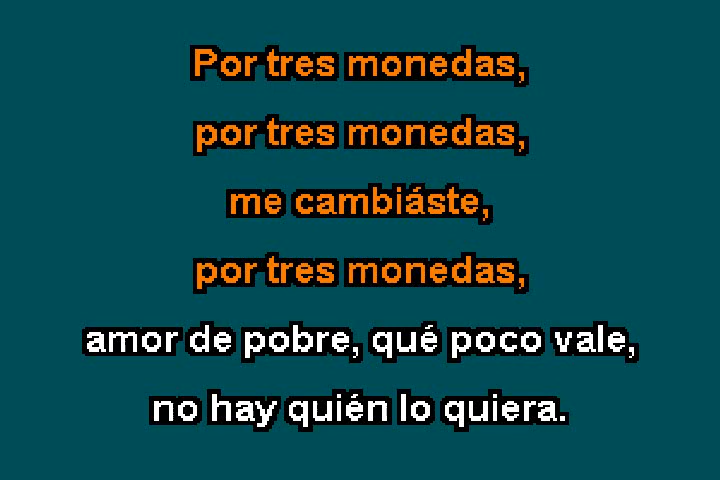 Por tres monedas,
por tres monedas,
me cambiáste,
por tres monedas,
amor de pobre, qué poco vale,
no hay quién lo quiera.